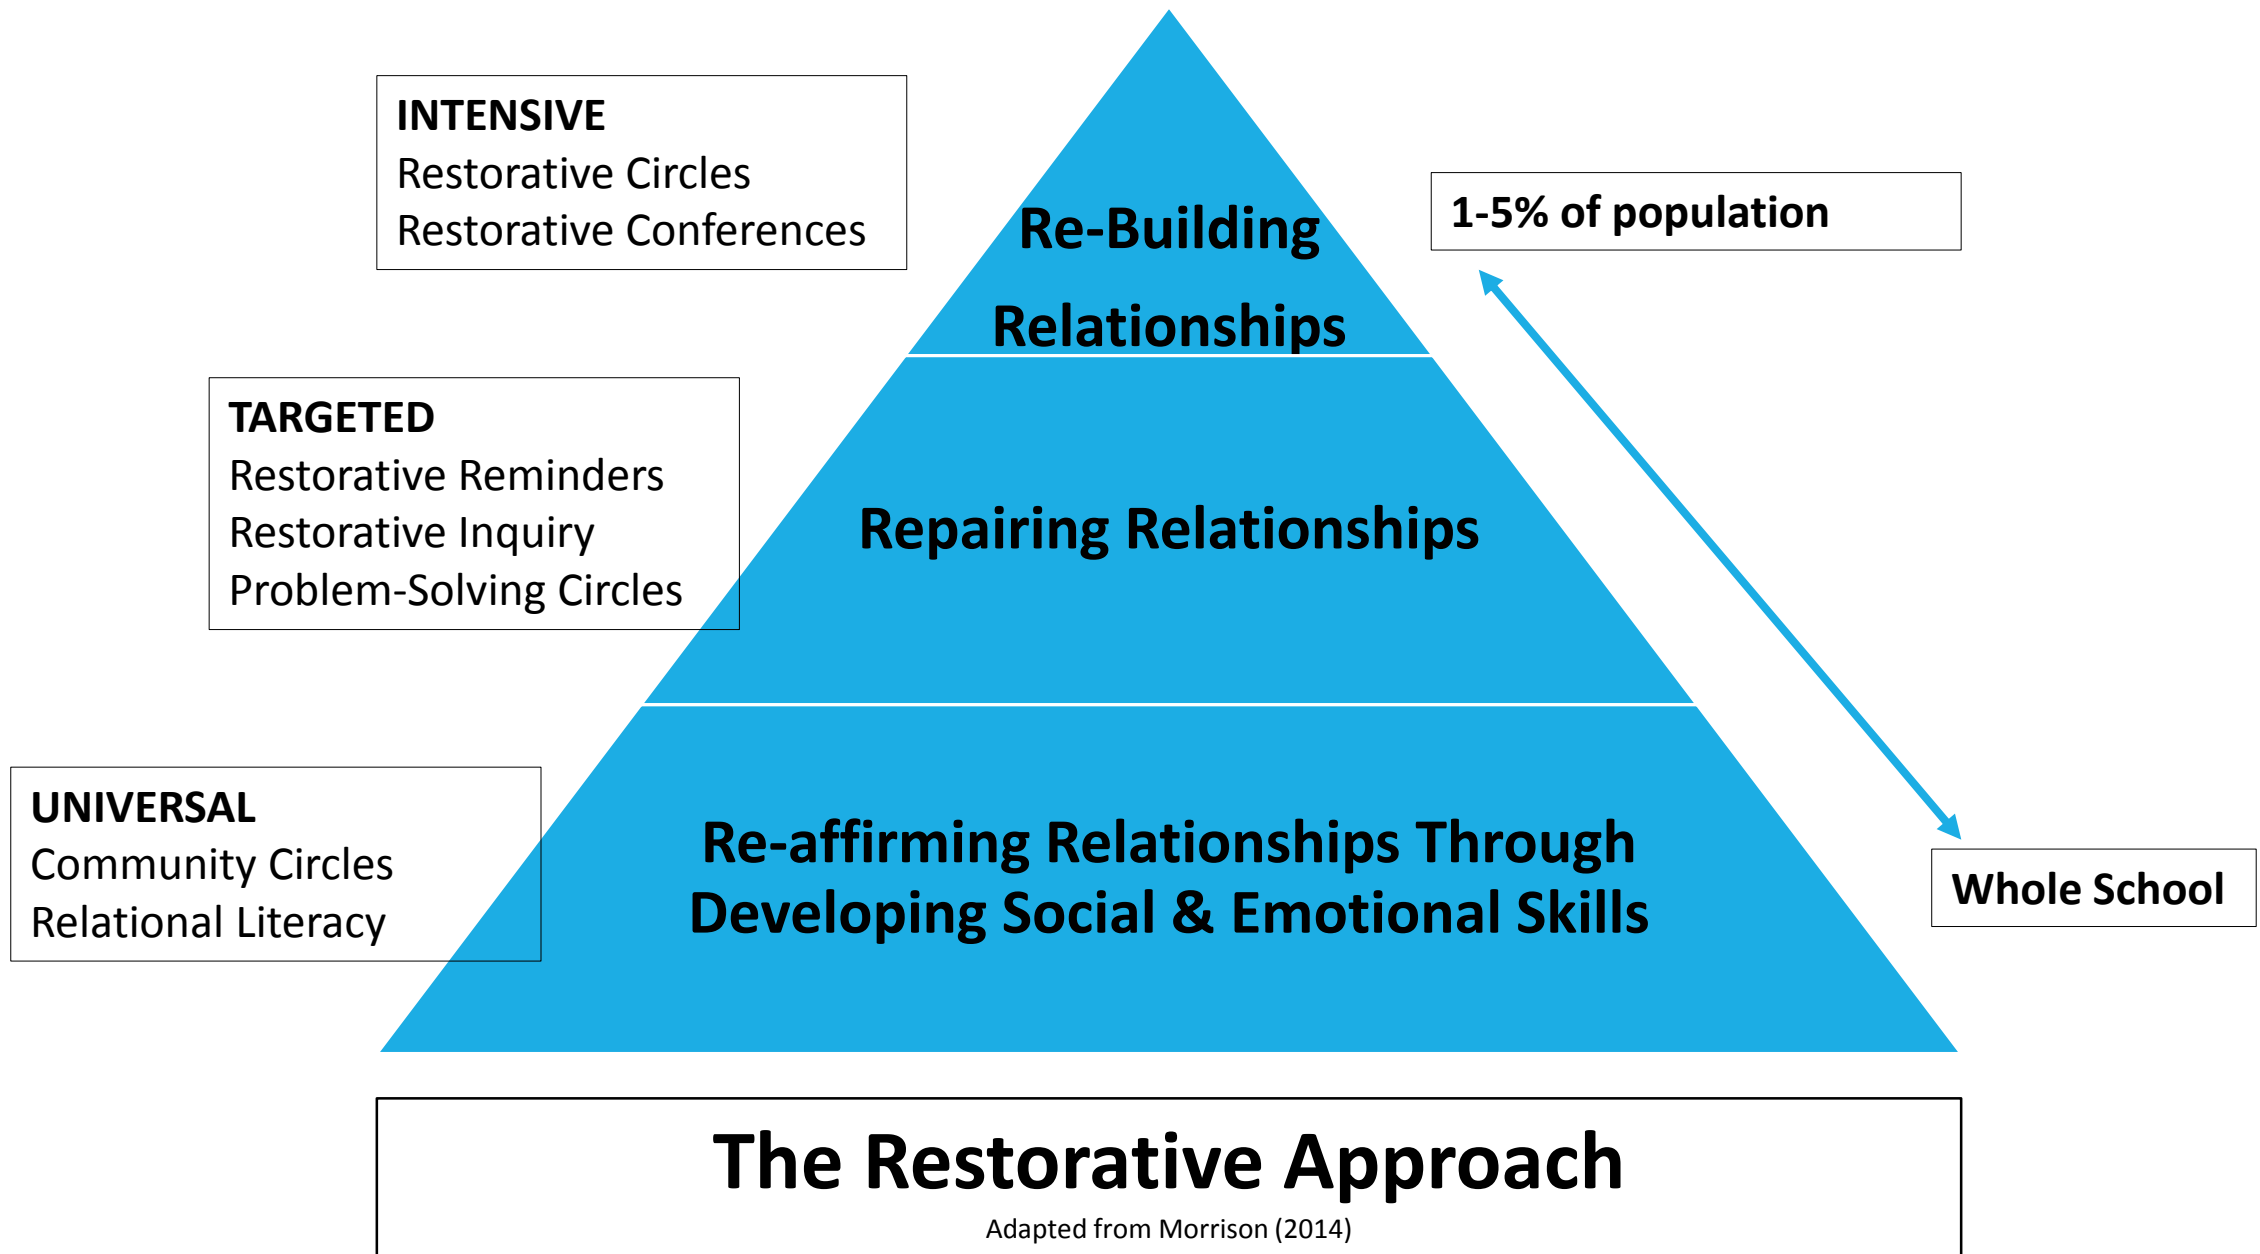 INTENSIVE
Restorative Circles
Restorative Conferences
Re-Building
Relationships
1-5% of population
TARGETED
Restorative Reminders
Restorative Inquiry
Problem-Solving Circles
Repairing Relationships
UNIVERSAL
Community Circles
Relational Literacy
Re-affirming Relationships Through
Developing Social & Emotional Skills
Whole School
The Restorative Approach
Adapted from Morrison (2014)